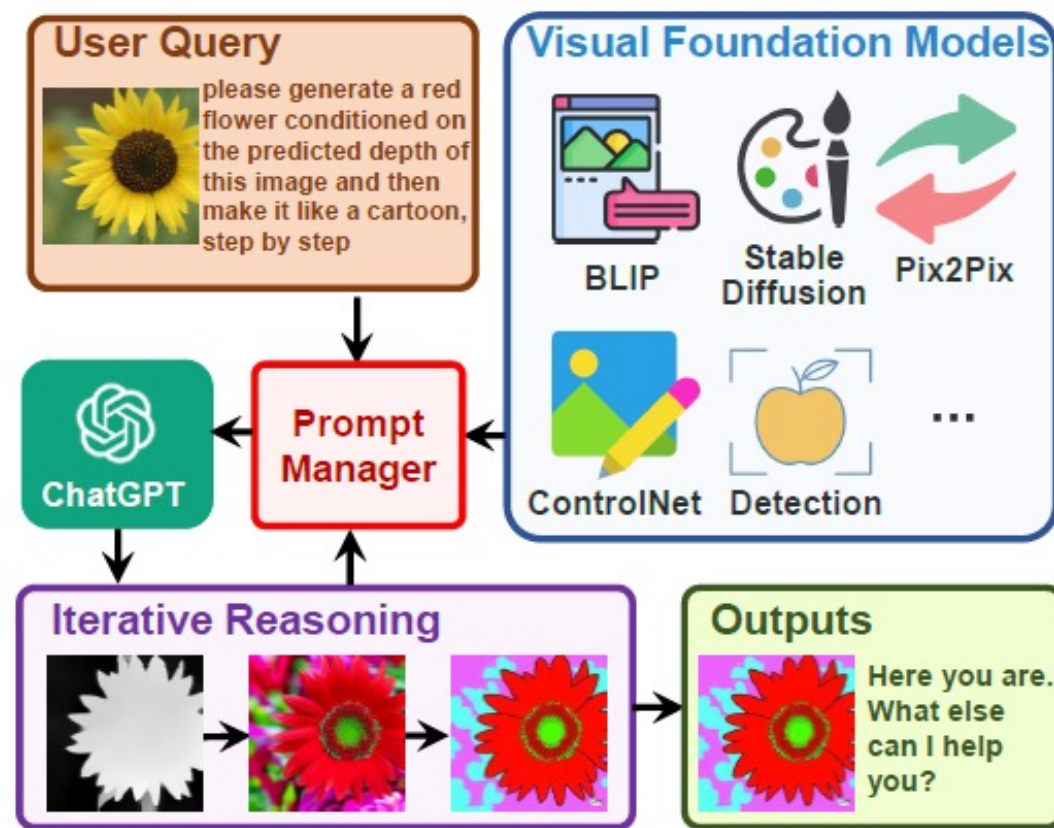 User Query
please generate a red
flower conditioned on
the predicted depth of
this image and then
make it like a cartoon,
step by step
Visual Foundation Models
BLIP
Stable
Diffusion
Pix2Pix
ControlNet
Detection
...
ChatGPT
Prompt
Manager
Iterative Reasoning
Outputs
Here you are.
What else
can I help
you?